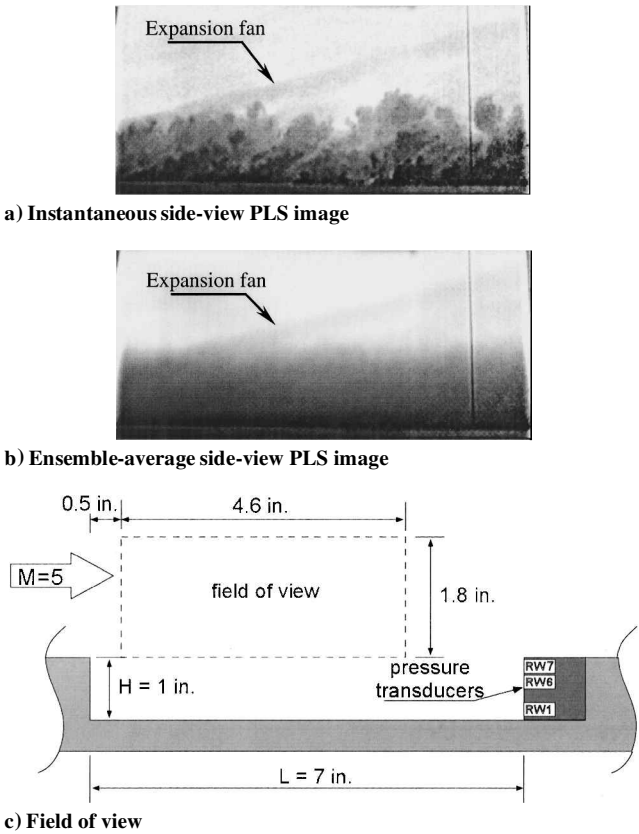 Expansion fan
a) Instantaneous side-view PLS image
Expansion fan
b) Ensemble-average side-view PLS image
0.5 in.
4.6 in.
M=5
field of view
1.8 in.
H = 1 in.
pressure
transducers
RW7
RW6
RW1
L = 7 in.
c) Field of view